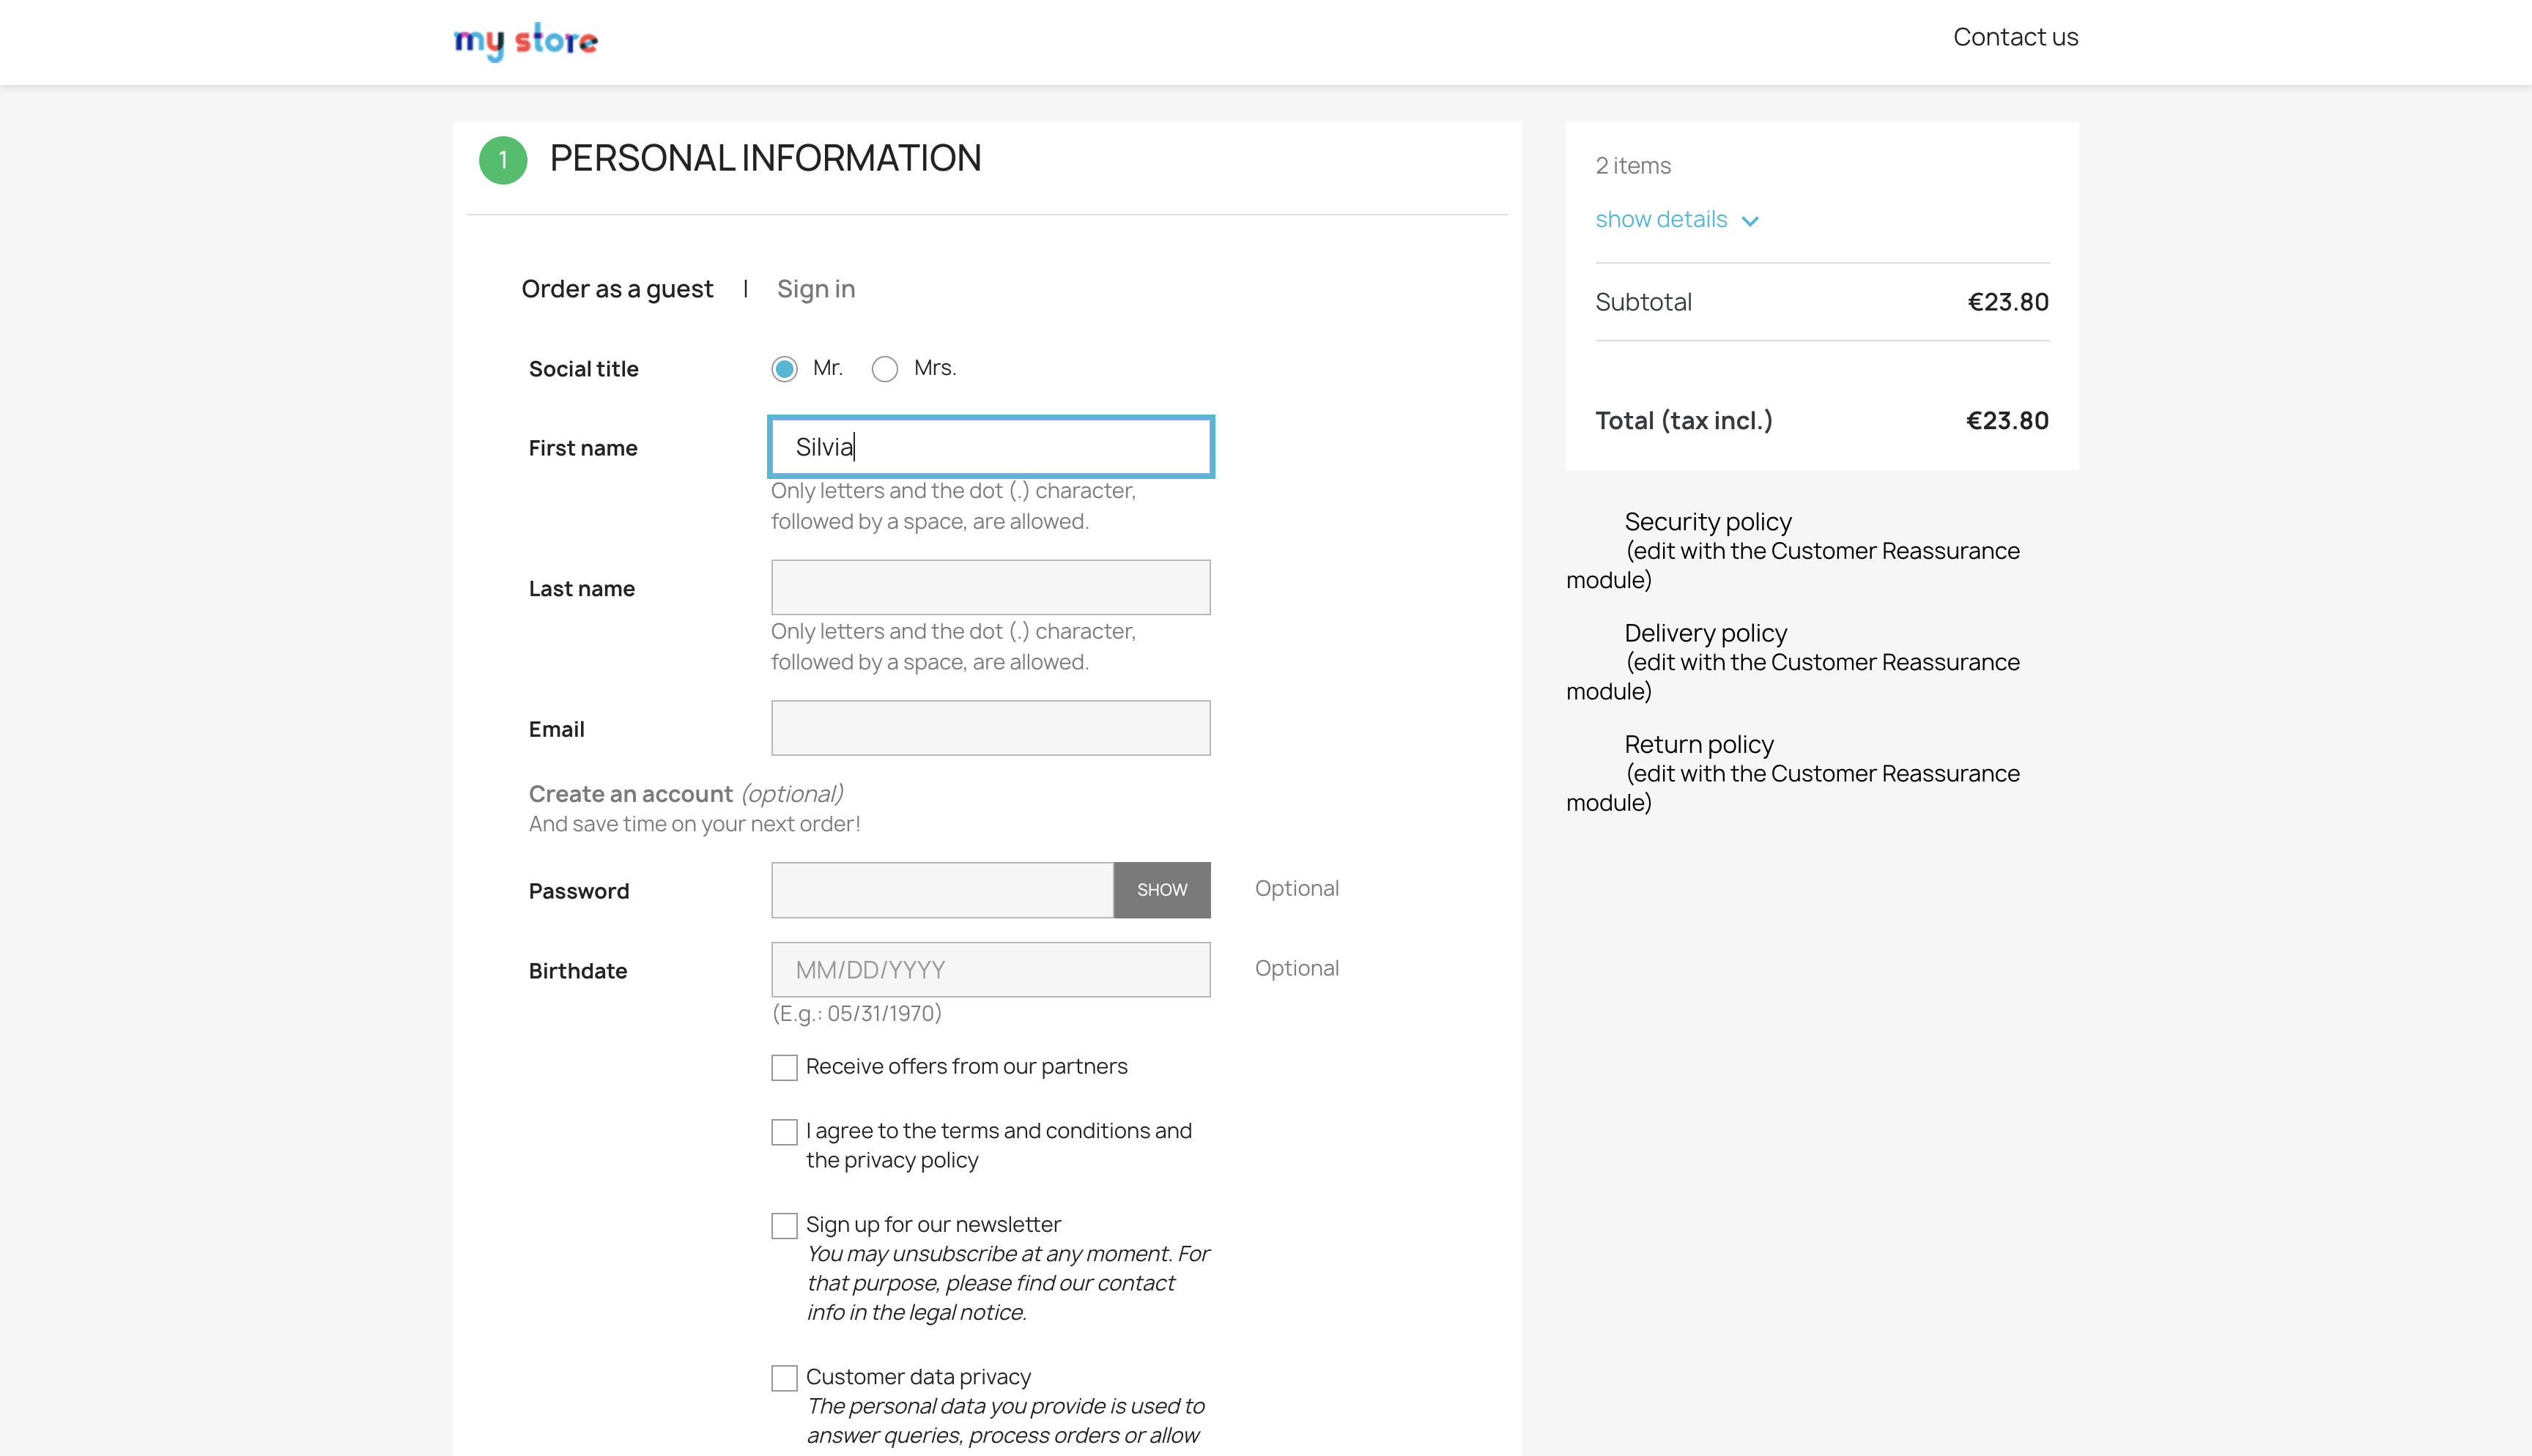 my store
Contact us
1 PERSONAL INFORMATION
Order as a guest | Sign in
Social title
Mr. Mrs.
First name
Silvia
Only letters and the dot (.) character,
followed by a space, are allowed.
Last name
Only letters and the dot (.) character,
followed by a space, are allowed.
Email
Create an account (optional)
And save time on your next order!
Password
SHOW
Optional
Birthdate
MM/DD/YYYY
Optional
(E.g.: 05/31/1970)
Receive offers from our partners
I agree to the terms and conditions and
the privacy policy
Sign up for our newsletter
You may unsubscribe at any moment. For
that purpose, please find our contact
info in the legal notice.
Customer data privacy
The personal data you provide is used to
answer queries, process orders or allow
2 items
show details
Subtotal €23.80
Total (tax incl.) €23.80
Security policy
(edit with the Customer Reassurance
module)
Delivery policy
(edit with the Customer Reassurance
module)
Return policy
(edit with the Customer Reassurance
module)